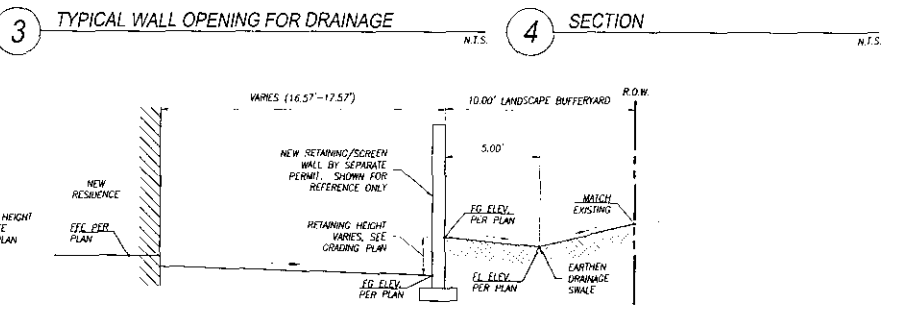 3 TYPICAL WALL OPENING FOR DRAINAGE
N.T.S.
4 SECTION
N.T.S.
VARIES (16.57'-17.57')
10.00' LANDSCAPE BUFFERYARD
R.O.W.
5.00'
NEW RETAINING/SCREEN
WALL BY SEPARATE
PERMIT. SHOWN FOR
REFERENCE ONLY
NEW
RESIDENCE
HEIGHT
PLAN
FFE PER
PLAN
RETAINING HEIGHT
VARIES, SEE
GRADING PLAN
FG ELEV.
PER PLAN
MATCH
EXISTING
FG ELEV.
PER PLAN
FL ELEV.
PER PLAN
EARTHEN
DRAINAGE
SWALE